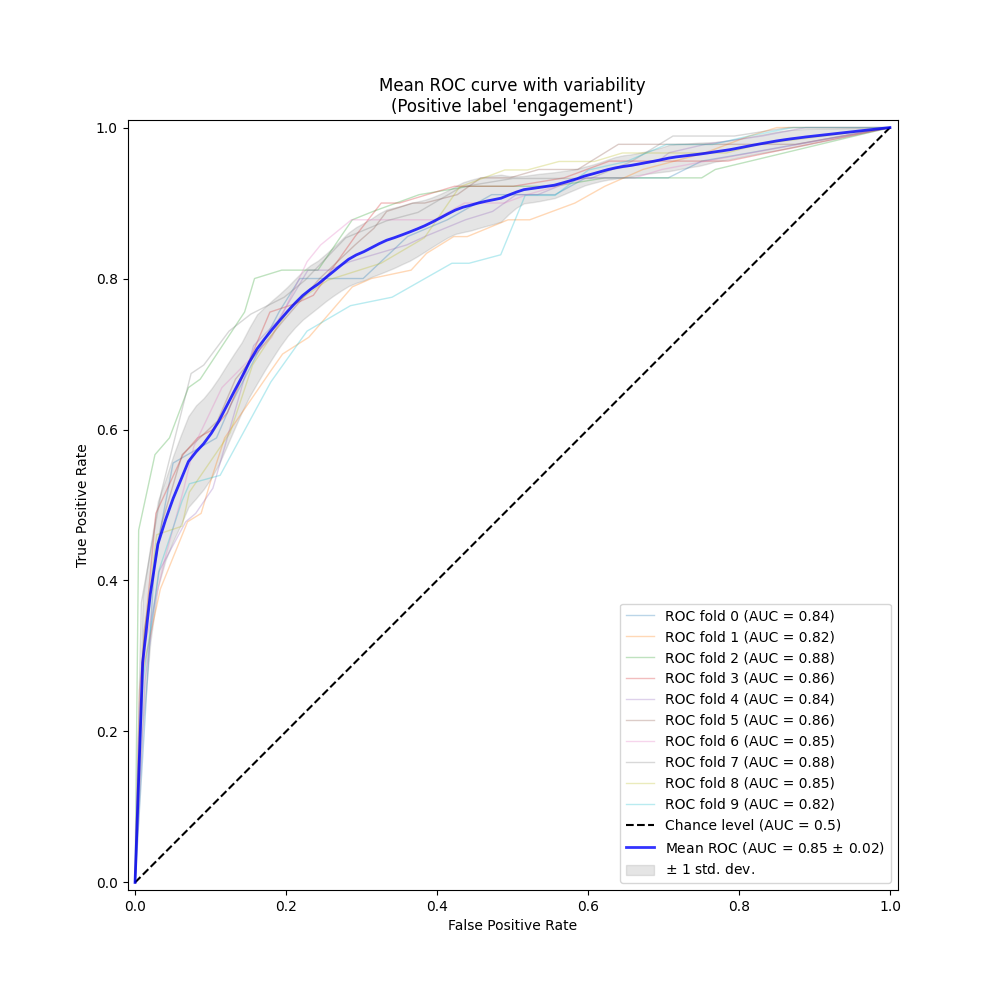 Mean ROC curve with variability
(Positive label 'engagement')
True Positive Rate
1.0
0.8
0.6
0.4
0.2
0.0
0.0 0.2 0.4 0.6 0.8 1.0
False Positive Rate
ROC fold 0 (AUC = 0.84)
ROC fold 1 (AUC = 0.82)
ROC fold 2 (AUC = 0.88)
ROC fold 3 (AUC = 0.86)
ROC fold 4 (AUC = 0.84)
ROC fold 5 (AUC = 0.86)
ROC fold 6 (AUC = 0.85)
ROC fold 7 (AUC = 0.88)
ROC fold 8 (AUC = 0.85)
ROC fold 9 (AUC = 0.82)
Chance level (AUC = 0.5)
Mean ROC (AUC = 0.85 ± 0.02)
± 1 std. dev.